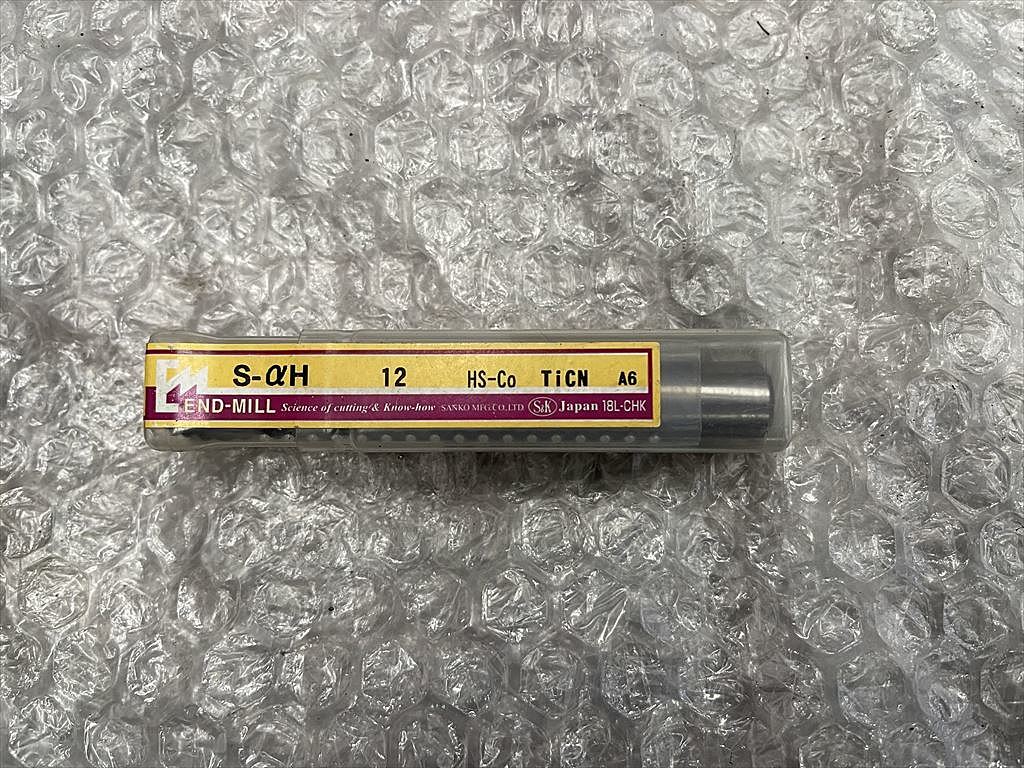 EM S-αH 12 HS-Co TiCN A6
END-MILL Science of cutting & Know-how SANKO MFG.CO.LTD S&K Japan 18L-CHK